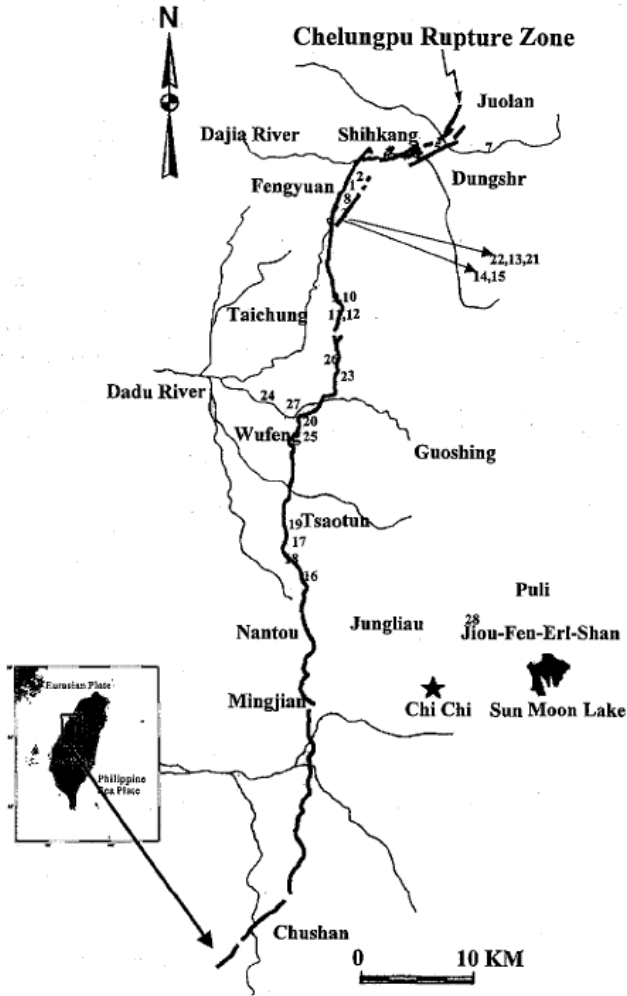 N
Chelungpu Rupture Zone
Juolan
Dajia River
Shihkang
7
Dungshr
Fengyuan
2
1
8
22,13,21
14,15
10
Taichung
11,12
26
23
Dadu River
24
27
20
Wufeng
25
Guoshing
19
Tsaotun
17
18
16
Puli
28
Jiou-Fen-Erl-Shan
Nantou
Jungliau
Eurasian Plate
Mingjian
Chi Chi
Sun Moon Lake
Philippine
Sea Place
Chushan
0
10 KM